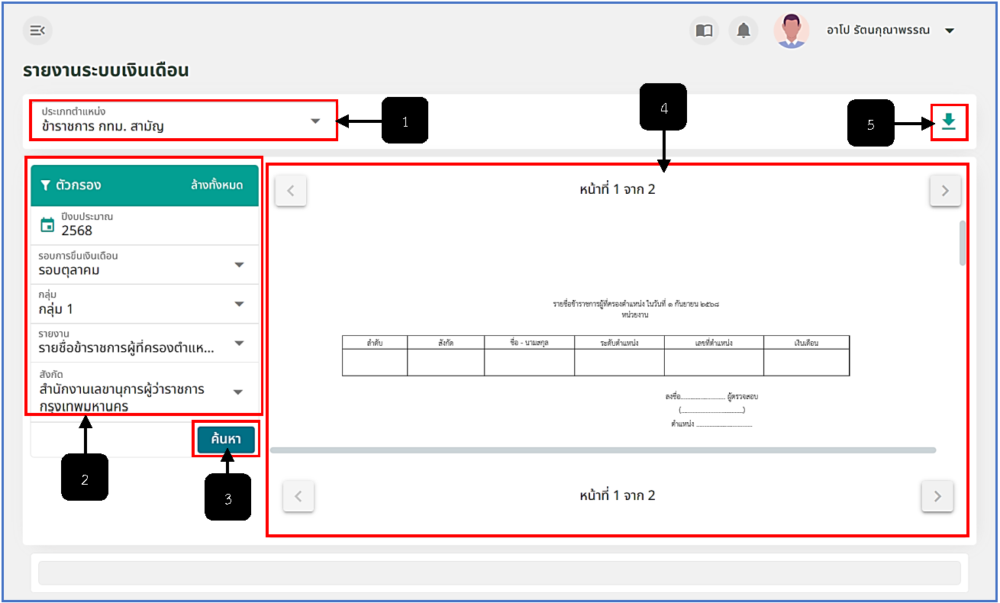 อาโป รัตนกุณาพรรณ
รายงานระบบเงินเดือน
ประเภทตำแหน่ง
ข้าราชการ กทม. สามัญ
1
4
5
ตัวกรอง
ล้างทั้งหมด
ปีงบประมาณ
2568
รอบการขึ้นเงินเดือน
รอบตุลาคม
กลุ่ม
กลุ่ม 1
รายงาน
รายชื่อข้าราชการผู้ที่ครองตำแห...
สังกัด
สำนักงานเลขานุการผู้ว่าราชการ
กรุงเทพมหานคร
ค้นหา
2
3
หน้าที่ 1 จาก 2
รายชื่อข้าราชการผู้ที่ครองตำแหน่ง ในวันที่ ๑ กันยายน ๒๕๖๘
หน่วยงาน
ลำดับ สังกัด ชื่อ - นามสกุล ระดับตำแหน่ง เลขที่ตำแหน่ง เงินเดือน
ลงชื่อ............................ ผู้ตรวจสอบ
(.......................................)
ตำแหน่ง ...................................
หน้าที่ 1 จาก 2